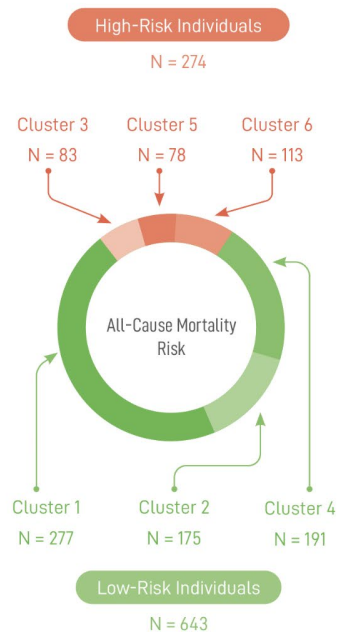 High-Risk Individuals
N = 274
Cluster 3 Cluster 5 Cluster 6
N = 83 N = 78 N = 113
All-Cause Mortality
Risk
Cluster 1 Cluster 2 Cluster 4
N = 277 N = 175 N = 191
Low-Risk Individuals
N = 643